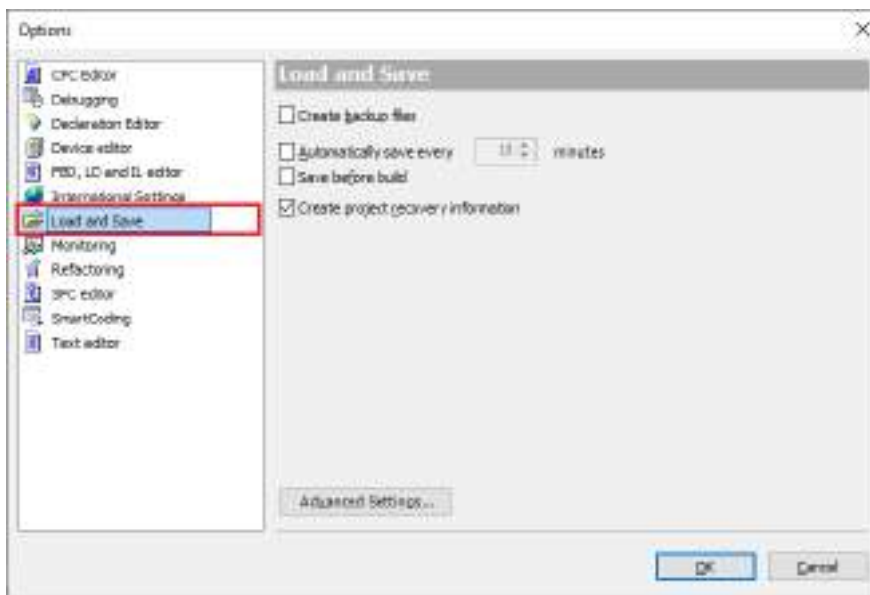 Options
CFC Editor
Debugging
Declaration Editor
Device editor
FBD, LD and IL editor
International Settings
Load and Save
Monitoring
Refactoring
SFC editor
SmartCoding
Text editor
Load and Save
Create backup files
Automatically save every minutes
Save before build
Create project recovery information
Advanced Settings...
OK
Cancel